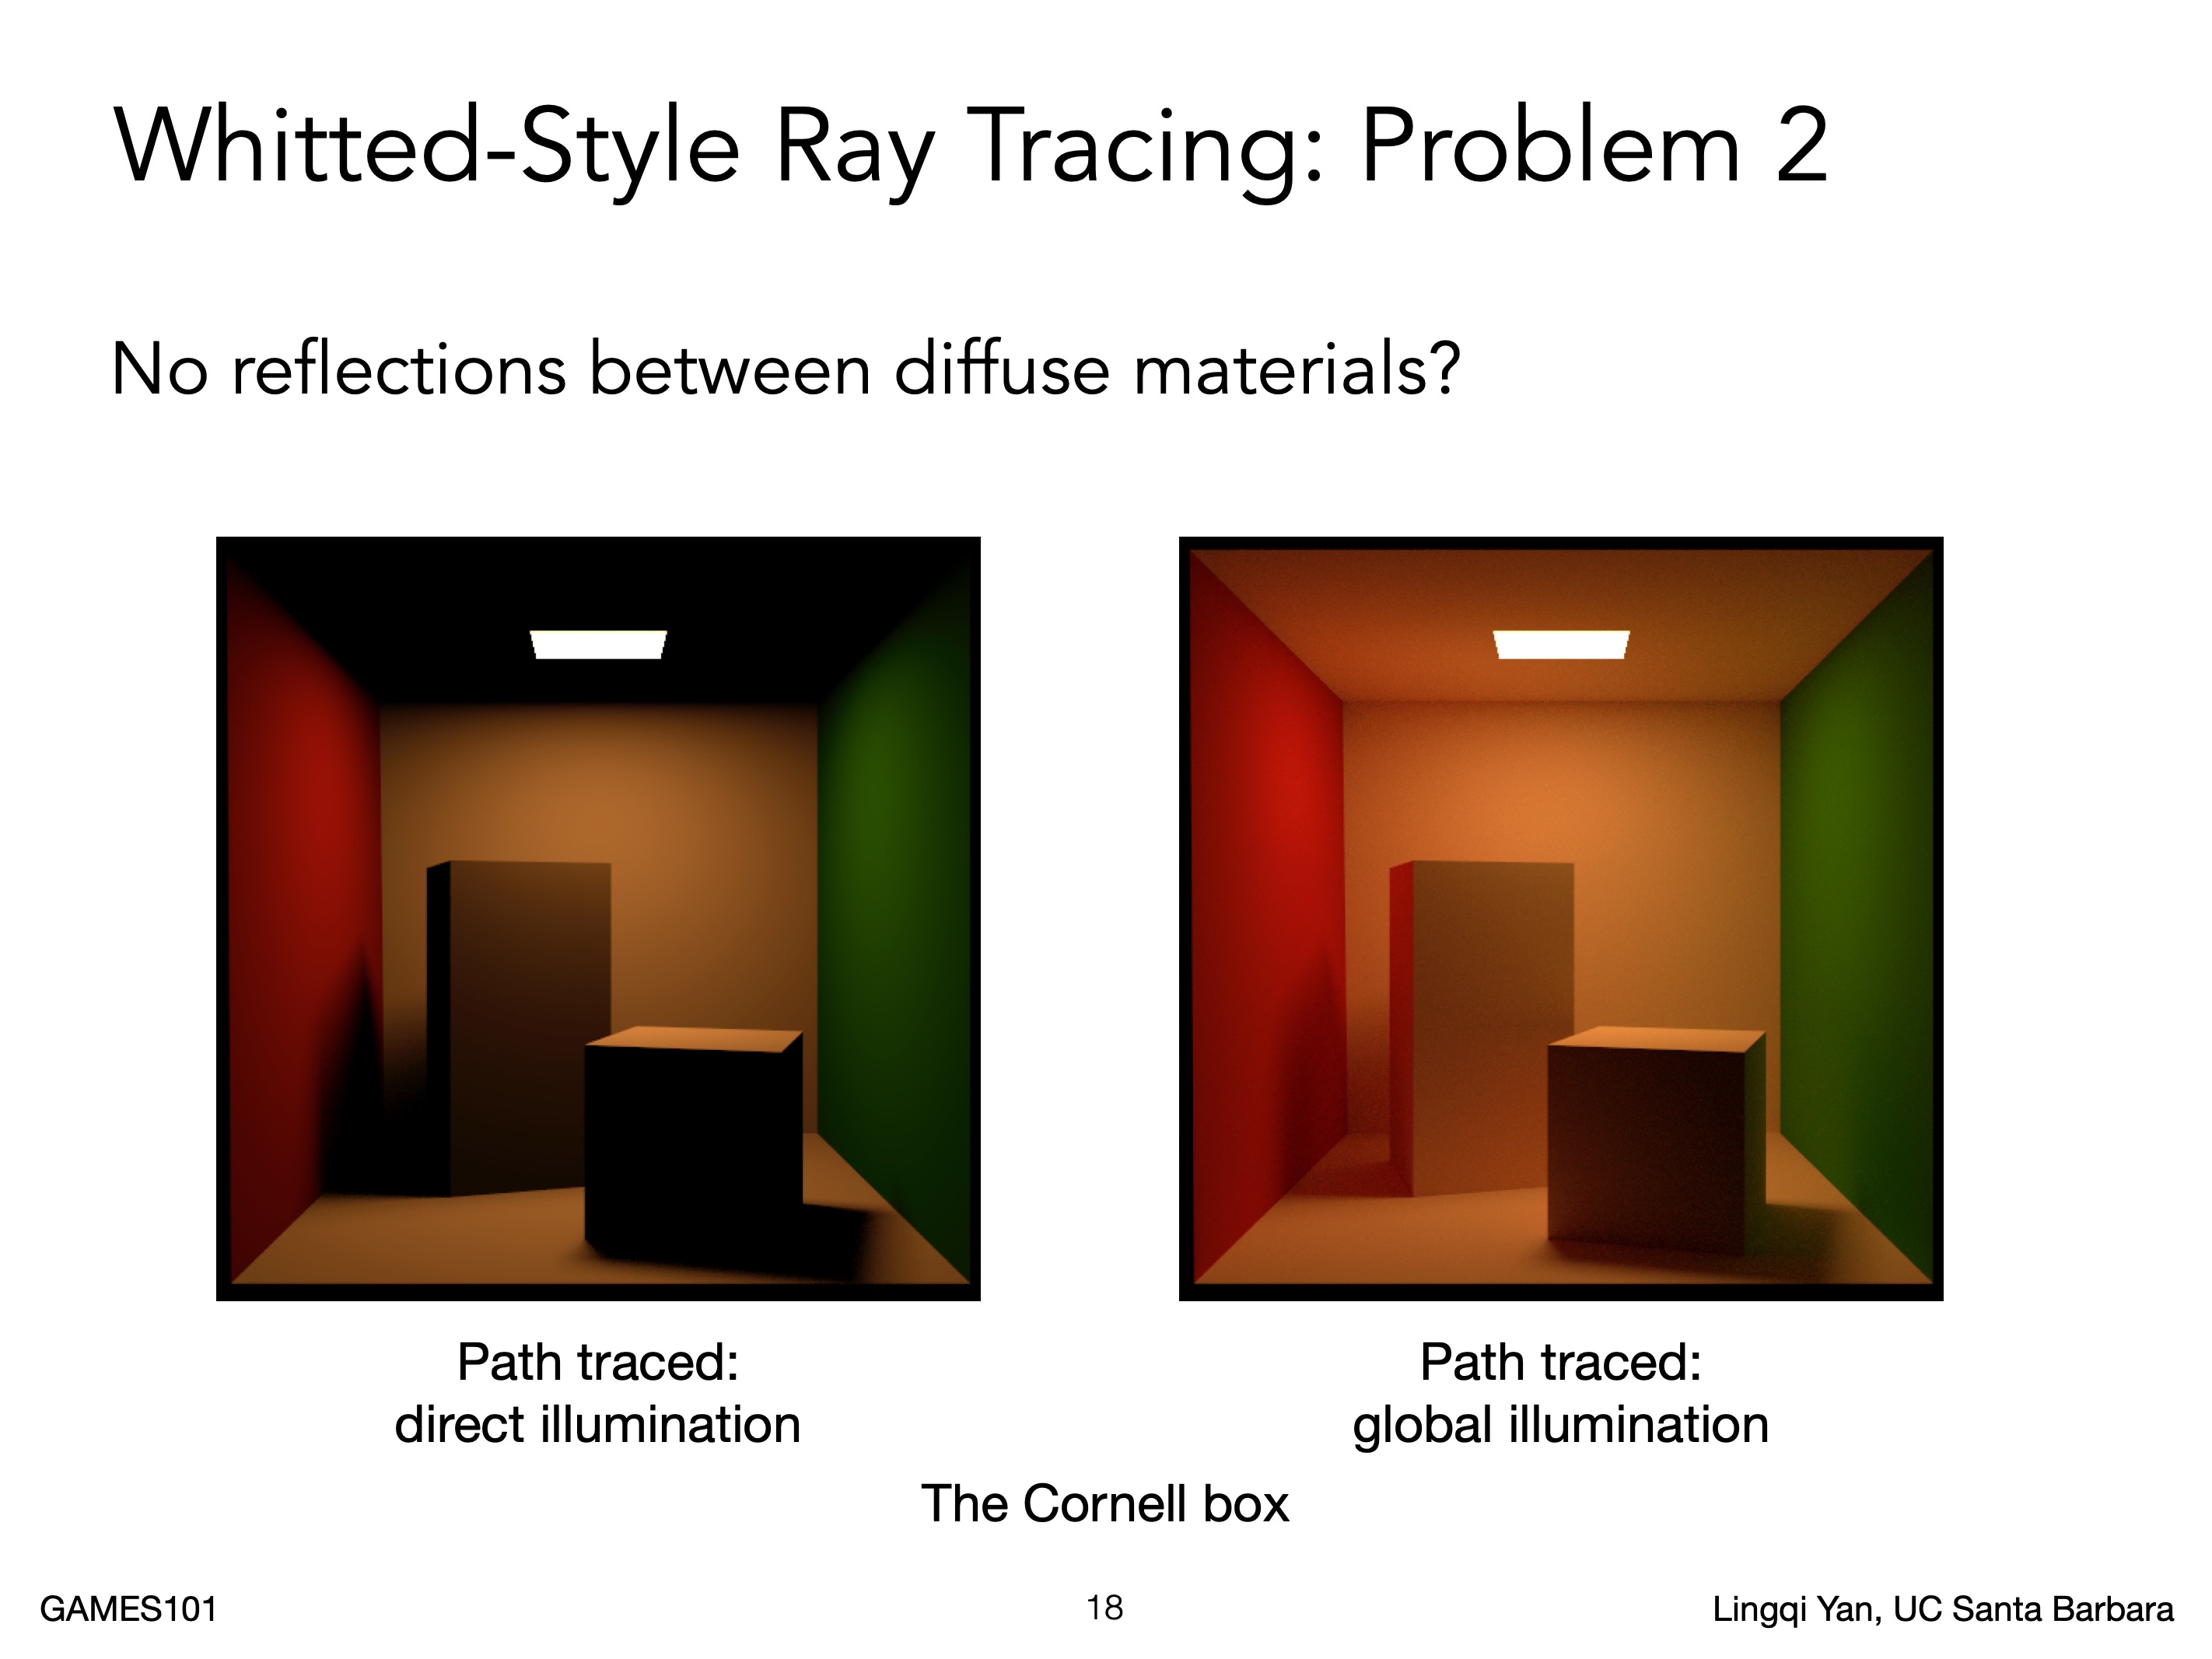 Whitted-Style Ray Tracing: Problem 2
No reflections between diffuse materials?
Path traced:
direct illumination
Path traced:
global illumination
The Cornell box
GAMES101
18
Lingqi Yan, UC Santa Barbara